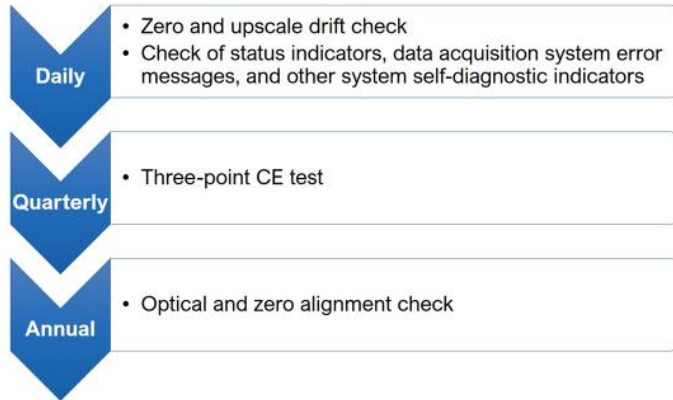 Daily
• Zero and upscale drift check
• Check of status indicators, data acquisition system error
messages, and other system self-diagnostic indicators
Quarterly
• Three-point CE test
Annual
• Optical and zero alignment check